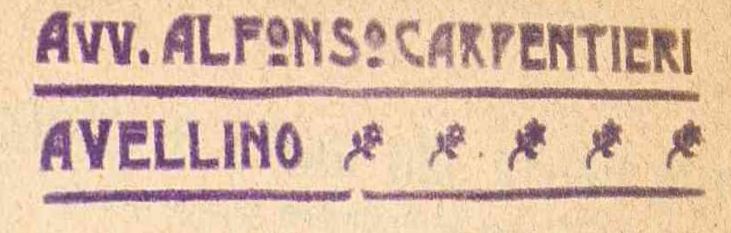 AVV. ALFONSO CARPENTIERI
AVELLINO